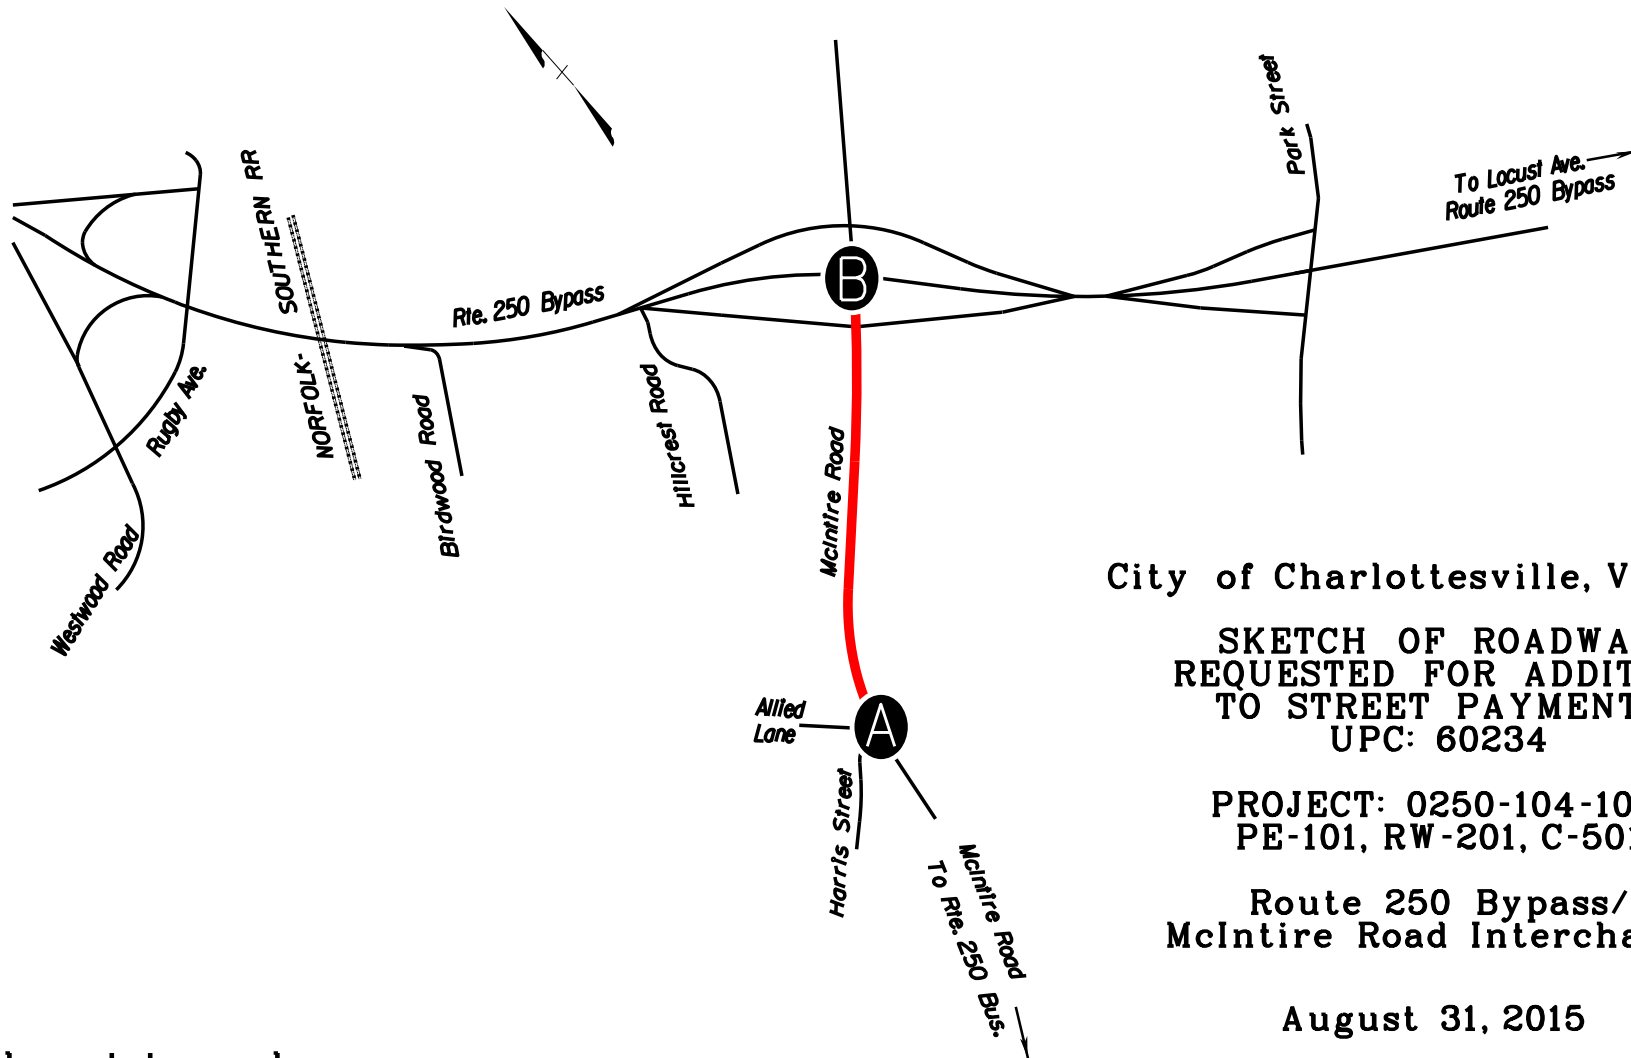 Park Street
To Locust Ave.
Route 250 Bypass
SOUTHERN RR
NORFOLK-
Rte. 250 Bypass
B
Rugby Ave.
Birdwood Road
Hillcrest Road
McIntire Road
Westwood Road
Allied
Lane
A
Harris Street
McIntire Road
To Rte. 250 Bus.
City of Charlottesville, V
SKETCH OF ROADWA
REQUESTED FOR ADDIT
TO STREET PAYMENT
UPC: 60234
PROJECT: 0250-104-10
PE-101, RW-201, C-501
Route 250 Bypass/
McIntire Road Intercha
August 31, 2015